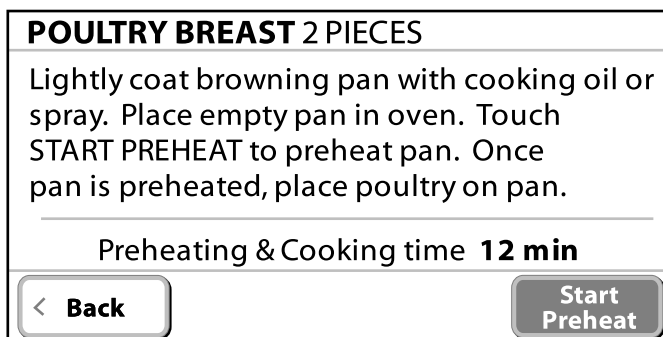 POULTRY BREAST 2 PIECES
Lightly coat browning pan with cooking oil or
spray. Place empty pan in oven. Touch
START PREHEAT to preheat pan. Once
pan is preheated, place poultry on pan.
Preheating & Cooking time 12 min
< Back
Start
Preheat